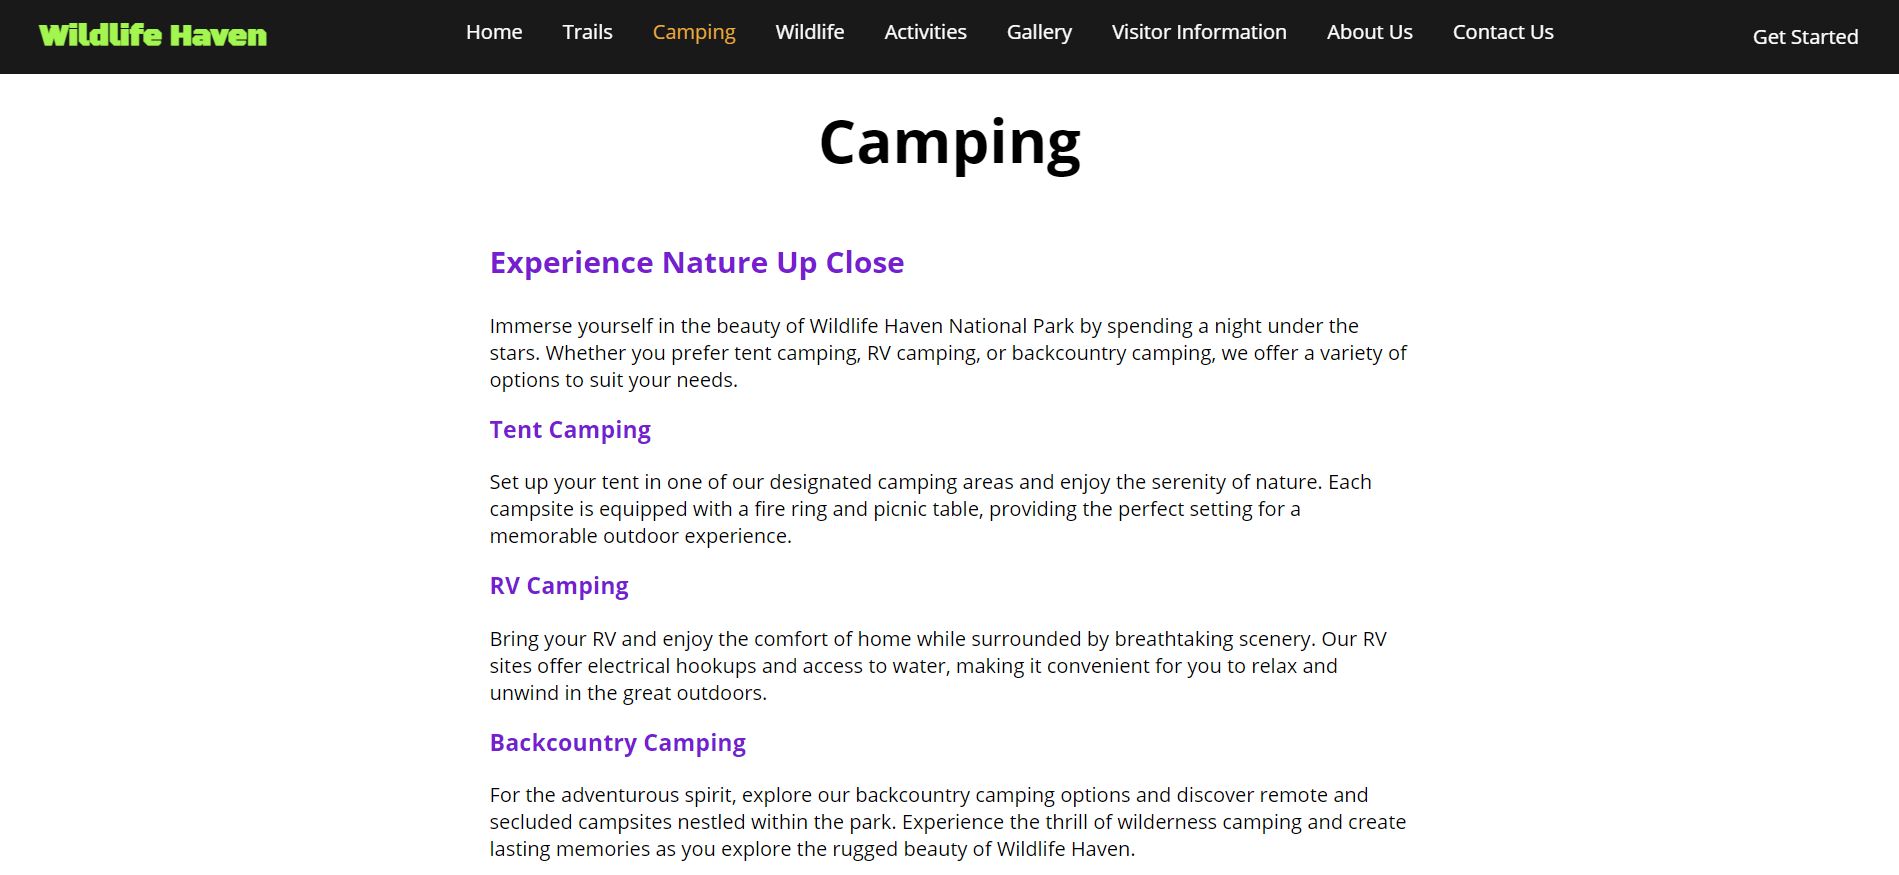 Wildlife Haven
Home Trails Camping Wildlife Activities Gallery Visitor Information About Us Contact Us
Get Started
Camping
Experience Nature Up Close
Immerse yourself in the beauty of Wildlife Haven National Park by spending a night under the
stars. Whether you prefer tent camping, RV camping, or backcountry camping, we offer a variety of
options to suit your needs.
Tent Camping
Set up your tent in one of our designated camping areas and enjoy the serenity of nature. Each
campsite is equipped with a fire ring and picnic table, providing the perfect setting for a
memorable outdoor experience.
RV Camping
Bring your RV and enjoy the comfort of home while surrounded by breathtaking scenery. Our RV
sites offer electrical hookups and access to water, making it convenient for you to relax and
unwind in the great outdoors.
Backcountry Camping
For the adventurous spirit, explore our backcountry camping options and discover remote and
secluded campsites nestled within the park. Experience the thrill of wilderness camping and create
lasting memories as you explore the rugged beauty of Wildlife Haven.